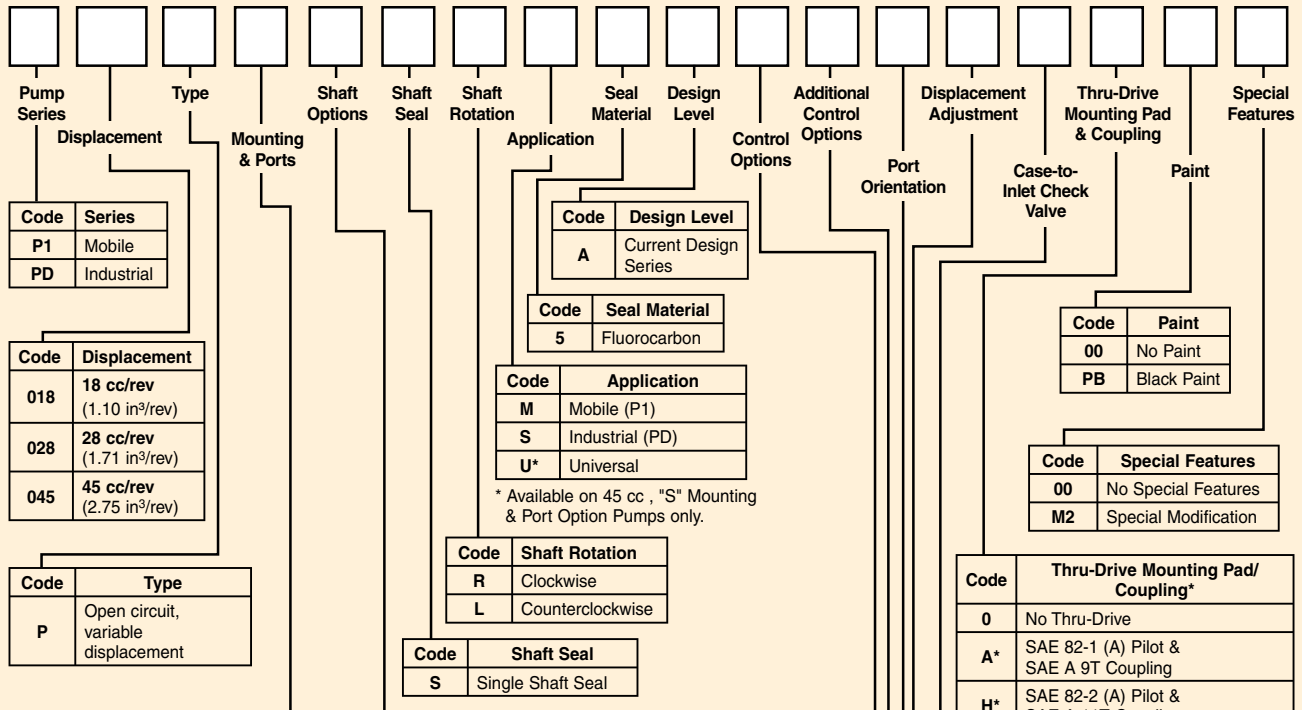 Pump
Series
Displacement
Type
Mounting
& Ports
Shaft
Options
Shaft
Seal
Shaft
Rotation
Application
Seal
Material
Design
Level
Control
Options
Additional
Control
Options
Port
Orientation
Displacement
Adjustment
Case-to-
Inlet Check
Valve
Thru-Drive
Mounting Pad
& Coupling
Paint
Special
Features
Code Series
P1 Mobile
PD Industrial
Code Displacement
018 18 cc/rev
(1.10 in³/rev)
028 28 cc/rev
(1.71 in³/rev)
045 45 cc/rev
(2.75 in³/rev)
Code Type
P Open circuit,
variable
displacement
Code Design Level
A Current Design
Series
Code Seal Material
5 Fluorocarbon
Code Application
M Mobile (P1)
S Industrial (PD)
U* Universal
* Available on 45 cc , "S" Mounting
& Port Option Pumps only.
Code Shaft Rotation
R Clockwise
L Counterclockwise
Code Shaft Seal
S Single Shaft Seal
Code Paint
00 No Paint
PB Black Paint
Code Special Features
00 No Special Features
M2 Special Modification
Code Thru-Drive Mounting Pad/
Coupling*
0 No Thru-Drive
A* SAE 82-1 (A) Pilot &
SAE A 9T Coupling
H* SAE 82-2 (A) Pilot &